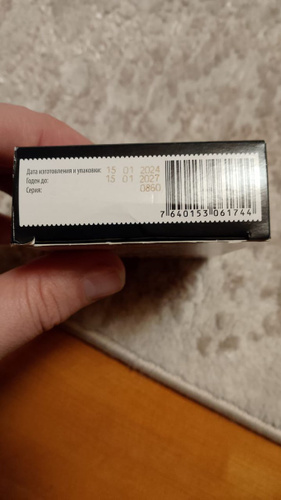 Дата изготовления и упаковки: 15 01 2024
Годен до: 15 01 2027
Серия: 0860
7 640153 061744